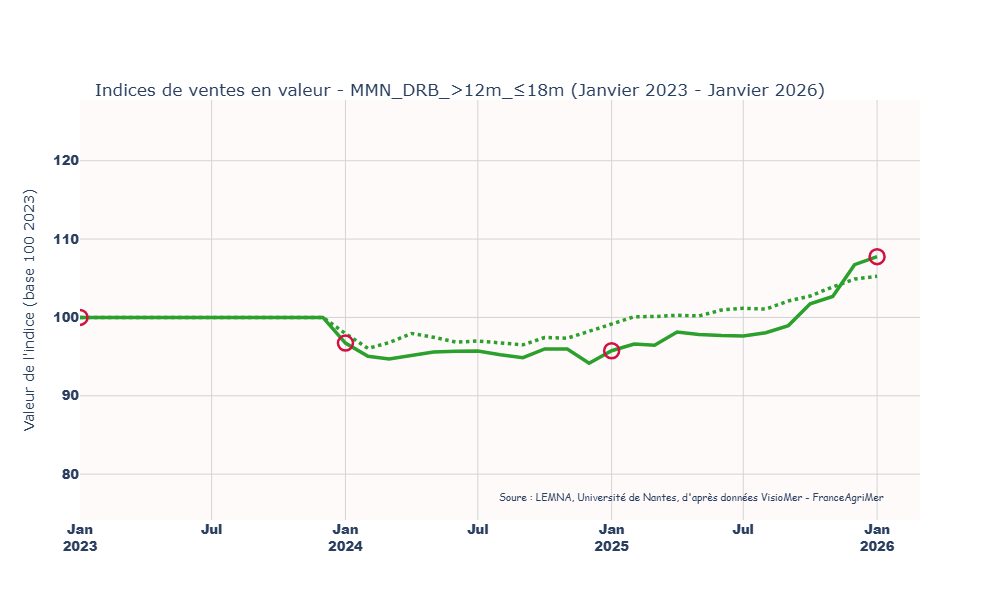 Indices de ventes en valeur - MMN_DRB_>12m_≤18m (Janvier 2023 - Janvier 2026)
Valeur de l'indice (base 100 2023)
120
110
100
90
80
Soure : LEMNA, Université de Nantes, d'après données VisioMer - FranceAgriMer
Jan Jul Jan Jul Jan Jul Jan
2023 2024 2025 2026